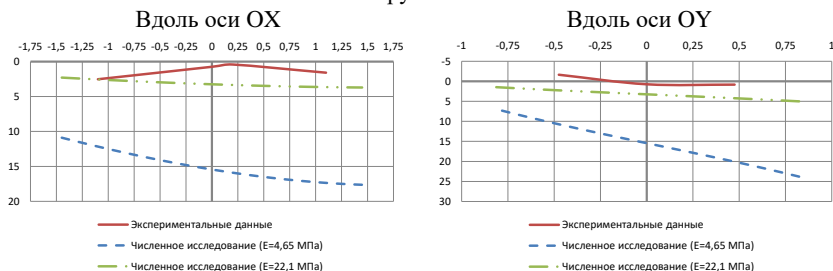 Вдоль оси OX
-1,75 -1,5 -1,25 -1 -0,75 -0,5 -0,25 0 0,25 0,5 0,75 1 1,25 1,5 1,75
0
5
10
15
20
Экспериментальные данные
Численное исследование (E=4,65 МПа)
Численное исследование (E=22,1 МПа)
Вдоль оси OY
-1 -0,75 -0,5 -0,25 0 0,25 0,5 0,75 1
-5
0
5
10
15
20
25
30
Экспериментальные данные
Численное исследование (E=4,65 МПа)
Численное исследование (E=22,1 МПа)